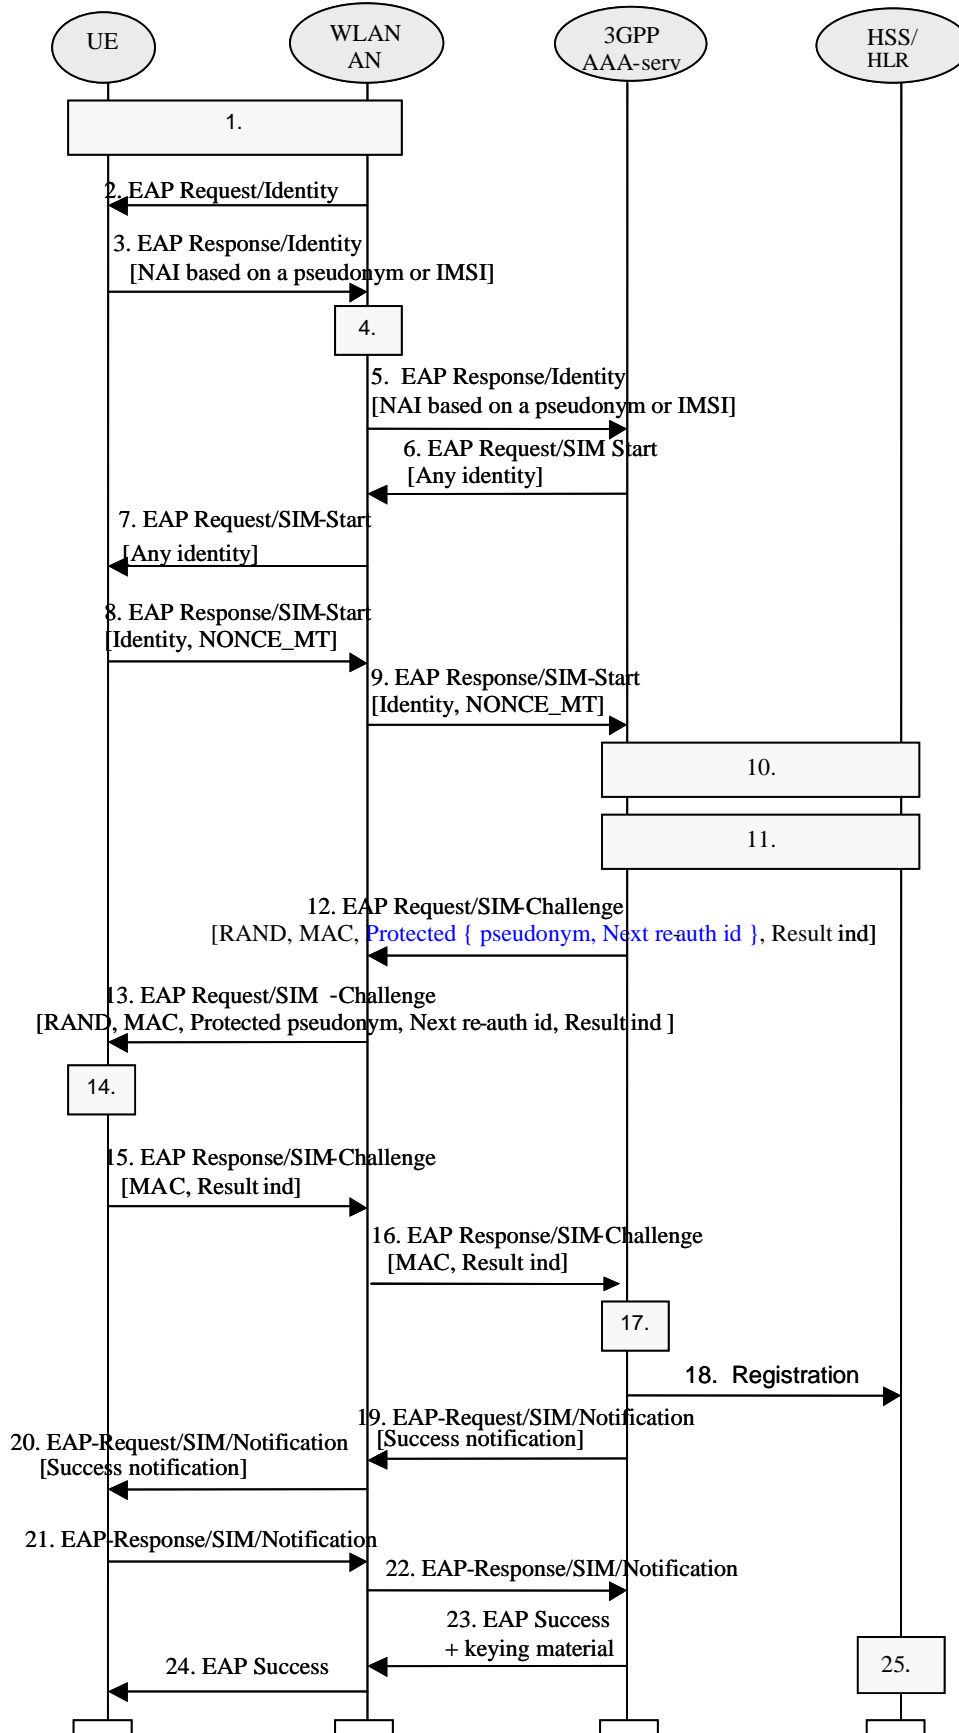 UE
WLAN
AN
3GPP
AAA-serv
HSS/
HLR
1.
2. EAP Request/Identity
3. EAP Response/Identity
[NAI based on a pseudonym or IMSI]
4.
5. EAP Response/Identity
[NAI based on a pseudonym or IMSI]
6. EAP Request/SIM Start
[Any identity]
7. EAP Request/SIM-Start
[Any identity]
8. EAP Response/SIM-Start
[Identity, NONCE_MT]
9. EAP Response/SIM-Start
[Identity, NONCE_MT]
10.
11.
12. EAP Request/SIM-Challenge
[RAND, MAC, Protected { pseudonym, Next re-auth id }, Result ind]
13. EAP Request/SIM -Challenge
[RAND, MAC, Protected pseudonym, Next re-auth id, Result ind ]
14.
15. EAP Response/SIM-Challenge
[MAC, Result ind]
16. EAP Response/SIM-Challenge
[MAC, Result ind]
17.
18. Registration
19. EAP-Request/SIM/Notification
[Success notification]
20. EAP-Request/SIM/Notification
[Success notification]
21. EAP-Response/SIM/Notification
22. EAP-Response/SIM/Notification
23. EAP Success
+ keying material
24. EAP Success
25.